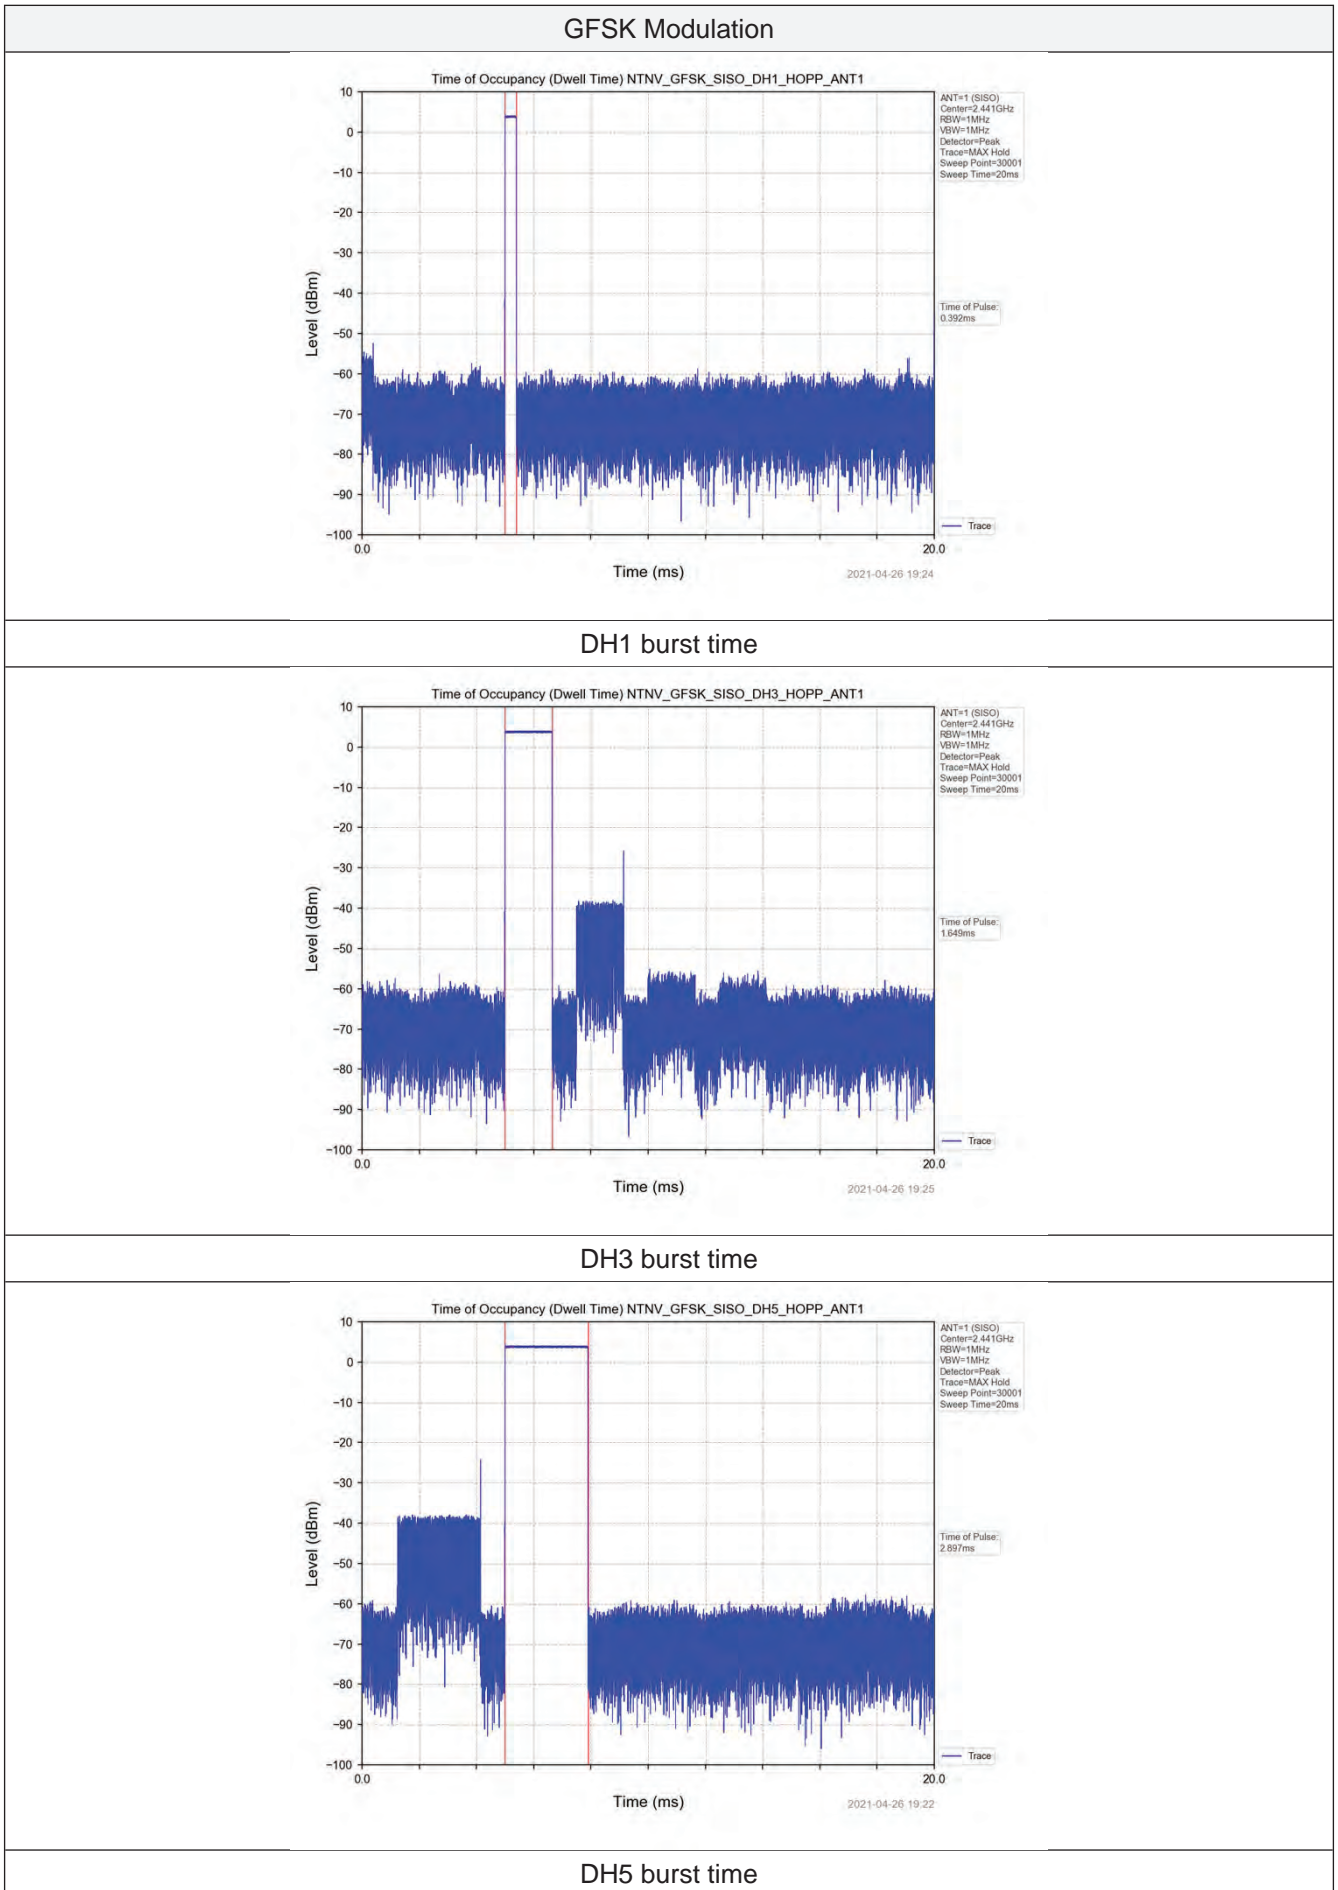 GFSK Modulation
Time of Occupancy (Dwell Time) NTNV_GFSK_SISO_DH1_HOPP_ANT1
10
0
−10
−20
−30
−40
−50
−60
−70
−80
−90
−100
Level (dBm)
0.0
20.0
Time (ms)
ANT=1 (SISO)
Center=2.441GHz
RBW=1MHz
VBW=1MHz
Detector=Peak
Trace=MAX Hold
Sweep Point=30001
Sweep Time=20ms
Time of Pulse:
0.392ms
Trace
2021-04-26 19:24
DH1 burst time
Time of Occupancy (Dwell Time) NTNV_GFSK_SISO_DH3_HOPP_ANT1
10
0
−10
−20
−30
−40
−50
−60
−70
−80
−90
−100
Level (dBm)
0.0
20.0
Time (ms)
ANT=1 (SISO)
Center=2.441GHz
RBW=1MHz
VBW=1MHz
Detector=Peak
Trace=MAX Hold
Sweep Point=30001
Sweep Time=20ms
Time of Pulse:
1.649ms
Trace
2021-04-26 19:25
DH3 burst time
Time of Occupancy (Dwell Time) NTNV_GFSK_SISO_DH5_HOPP_ANT1
10
0
−10
−20
−30
−40
−50
−60
−70
−80
−90
−100
Level (dBm)
0.0
20.0
Time (ms)
ANT=1 (SISO)
Center=2.441GHz
RBW=1MHz
VBW=1MHz
Detector=Peak
Trace=MAX Hold
Sweep Point=30001
Sweep Time=20ms
Time of Pulse:
2.897ms
Trace
2021-04-26 19:22
DH5 burst time